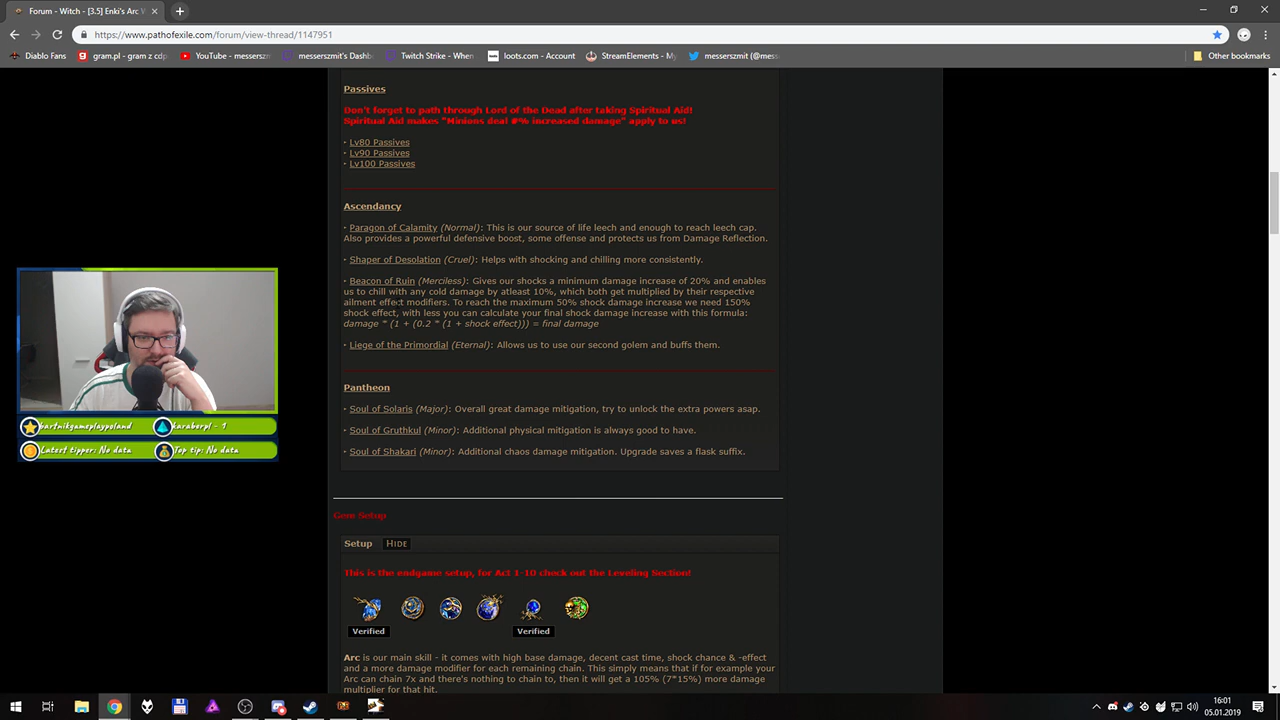 Forum - View Thread - [3.5] Enki's Arc W
https://www.pathofexile.com/forum/view-thread/1147951
Diablo Fans
gram.pl - gram z cdp
YouTube - messersz
messerszmit's Dashb
Twitch Strike - When
loots.com - Account
StreamElements - My
messerszmit (@mess
Other bookmarks
Passives
Don't forget to path through Lord of the Dead after taking Spiritual Aid!
Spiritual Aid makes "Minions deal #% increased damage" apply to us!
· Lv80 Passives
· Lv90 Passives
· Lv100 Passives
Ascendancy
· Paragon of Calamity (Normal): This is our source of life leech and enough to reach leech cap.
Also provides a powerful defensive boost, some offense and protects us from Damage Reflection.
· Shaper of Desolation (Cruel): Helps with shocking and chilling more consistently.
· Beacon of Ruin (Merciless): Gives our shocks a minimum damage increase of 20% and enables
us to chill with any cold damage by atleast 10%, which both get multiplied by their respective
ailment effect modifiers. To reach the maximum 50% shock damage increase we need 150%
shock effect, with less you can calculate your final shock damage increase with this formula:
damage * (1 + (0.2 * (1 + shock effect))) = final damage
· Liege of the Primordial (Eternal): Allows us to use our second golem and buffs them.
Pantheon
· Soul of Solaris (Major): Overall great damage mitigation, try to unlock the extra powers asap.
· Soul of Gruthkul (Minor): Additional physical mitigation is always good to have.
· Soul of Shakari (Minor): Additional chaos damage mitigation. Upgrade saves a flask suffix.
bartnikgameplaypoland
karaborpl - 1
Latest tipper: No data
Top tip: No data
Gem Setup
Setup HIDE
This is the endgame setup, for Act 1-10 check out the Leveling Section!
Verified
Verified
Arc is our main skill - it comes with high base damage, decent cast time, shock chance & -effect
and a more damage modifier for each remaining chain. This simply means that if for example your
Arc can chain 7x and there's nothing to chain to, then it will get a 105% (7*15%) more damage
multiplier for that hit.
16:01
05.01.2019